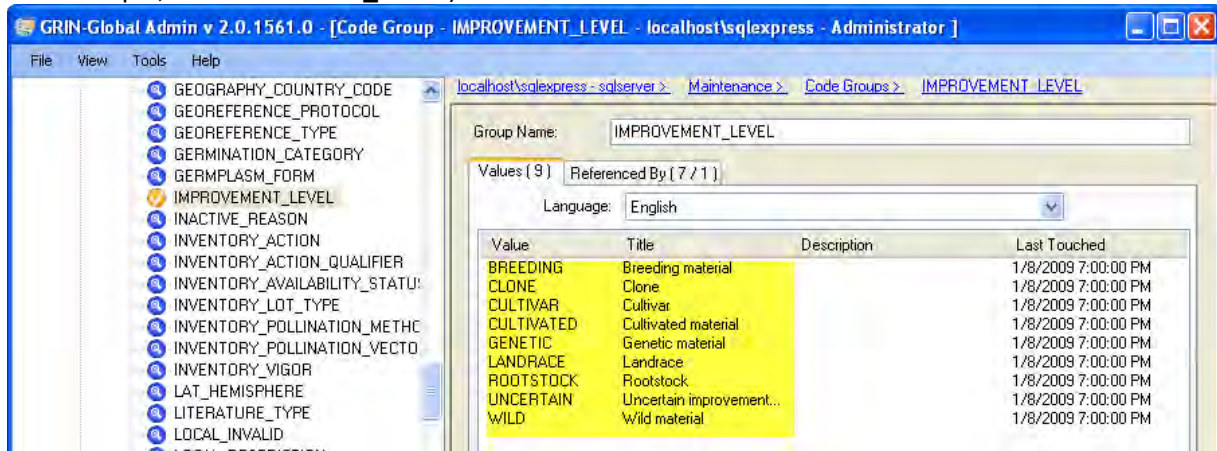 GRIN-Global Admin v 2.0.1561.0 - [Code Group - IMPROVEMENT_LEVEL - localhost\sqlexpress - Administrator ]
File View Tools Help
localhost\sqlexpress - sqlserver > Maintenance > Code Groups > IMPROVEMENT_LEVEL
GEOGRAPHY_COUNTRY_CODE
GEOREFERENCE_PROTOCOL
GEOREFERENCE_TYPE
GERMINATION_CATEGORY
GERMPLASM_FORM
IMPROVEMENT_LEVEL
INACTIVE_REASON
INVENTORY_ACTION
INVENTORY_ACTION_QUALIFIER
INVENTORY_AVAILABILITY_STATU
INVENTORY_LOT_TYPE
INVENTORY_POLLINATION_METHC
INVENTORY_POLLINATION_VECTO
INVENTORY_VIGOR
LAT_HEMISPHERE
LITERATURE_TYPE
LOCAL_INVALID
Group Name: IMPROVEMENT_LEVEL
Values ( 9 ) Referenced By ( 7 / 1 )
Language: English
Value Title Description Last Touched
BREEDING Breeding material 1/8/2009 7:00:00 PM
CLONE Clone 1/8/2009 7:00:00 PM
CULTIVAR Cultivar 1/8/2009 7:00:00 PM
CULTIVATED Cultivated material 1/8/2009 7:00:00 PM
GENETIC Genetic material 1/8/2009 7:00:00 PM
LANDRACE Landrace 1/8/2009 7:00:00 PM
ROOTSTOCK Rootstock 1/8/2009 7:00:00 PM
UNCERTAIN Uncertain improvement... 1/8/2009 7:00:00 PM
WILD Wild material 1/8/2009 7:00:00 PM